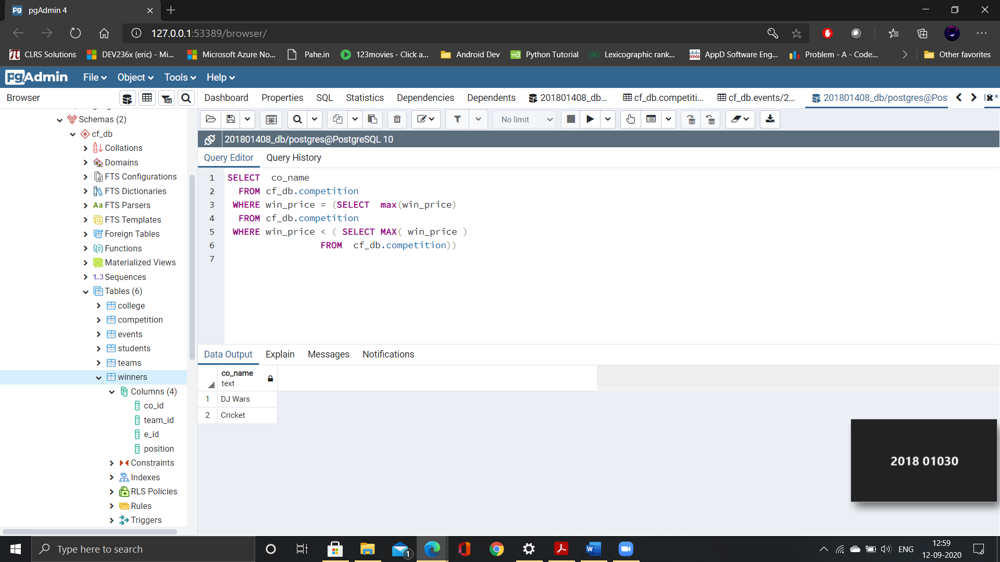 pgAdmin 4
127.0.0.1:53389/browser/
CLRS Solutions
DEV236x (eric) - Mi...
Microsoft Azure No...
Pahe.in
123movies - Click a...
Android Dev
Python Tutorial
Lexicographic rank...
AppD Software Eng...
Problem - A - Code...
Other favorites
pgAdmin
File
Object
Tools
Help
Browser
Dashboard
Properties
SQL
Statistics
Dependencies
Dependents
201801408_db...
cf_db.competiti...
cf_db.events/2...
201801408_db/postgres@Pos
No limit
201801408_db/postgres@PostgreSQL 10
Query Editor
Query History
1 SELECT  co_name
2 FROM cf_db.competition
3 WHERE win_price = (SELECT  max(win_price)
4 FROM cf_db.competition
5 WHERE win_price < ( SELECT MAX( win_price )
6 FROM  cf_db.competition))
7
Schemas (2)
cf_db
Collations
Domains
FTS Configurations
FTS Dictionaries
Aa FTS Parsers
FTS Templates
Foreign Tables
Functions
Materialized Views
1..3 Sequences
Tables (6)
college
competition
events
students
teams
winners
Columns (4)
co_id
team_id
e_id
position
Constraints
Indexes
RLS Policies
Rules
Triggers
Data Output
Explain
Messages
Notifications
co_name
text
1 DJ Wars
2 Cricket
2018 01030
Type here to search
1
ENG
12:59
12-09-2020